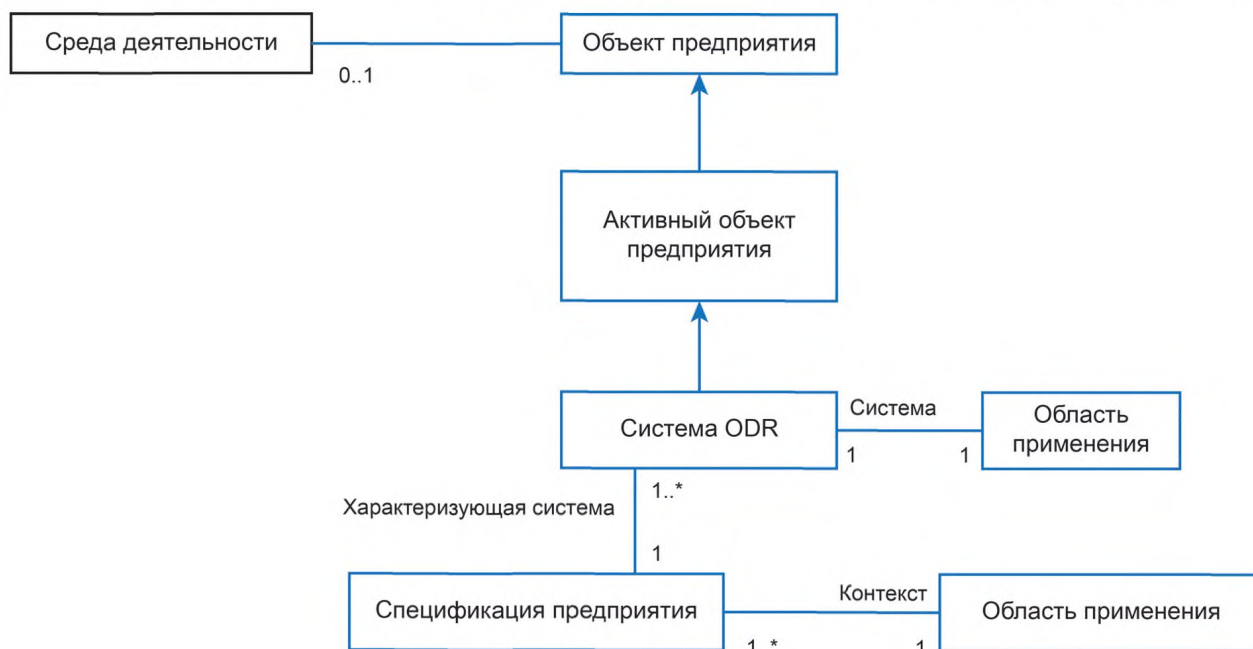 Среда деятельности
Объект предприятия
0..1
Активный объект
предприятия
Система ODR
Система
1
1
Область
применения
1..*
Характеризующая система
1
Спецификация предприятия
Контекст
Область применения
1..*
1